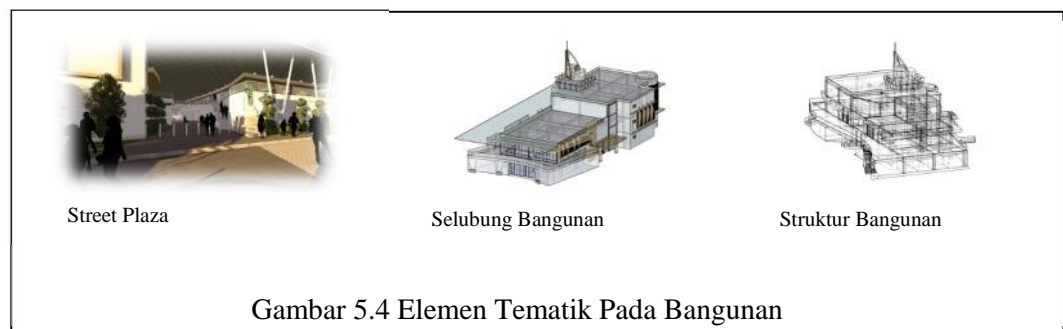 Street Plaza
Selubung Bangunan
Struktur Bangunan
Gambar 5.4 Elemen Tematik Pada Bangunan